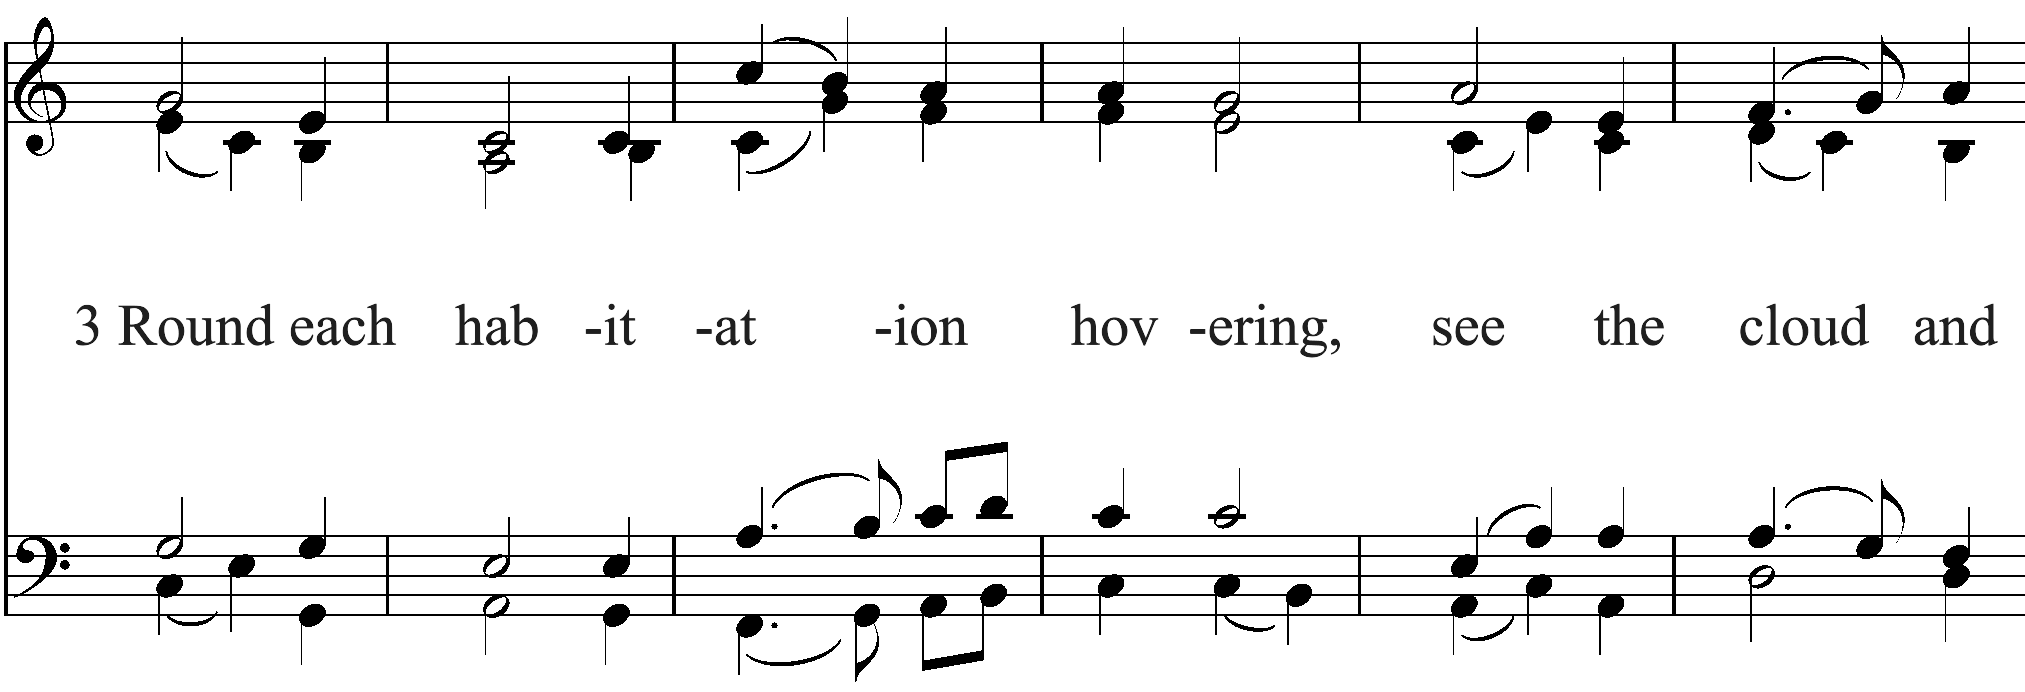 3 Round each hab -it -at -ion hov -ering, see the cloud and